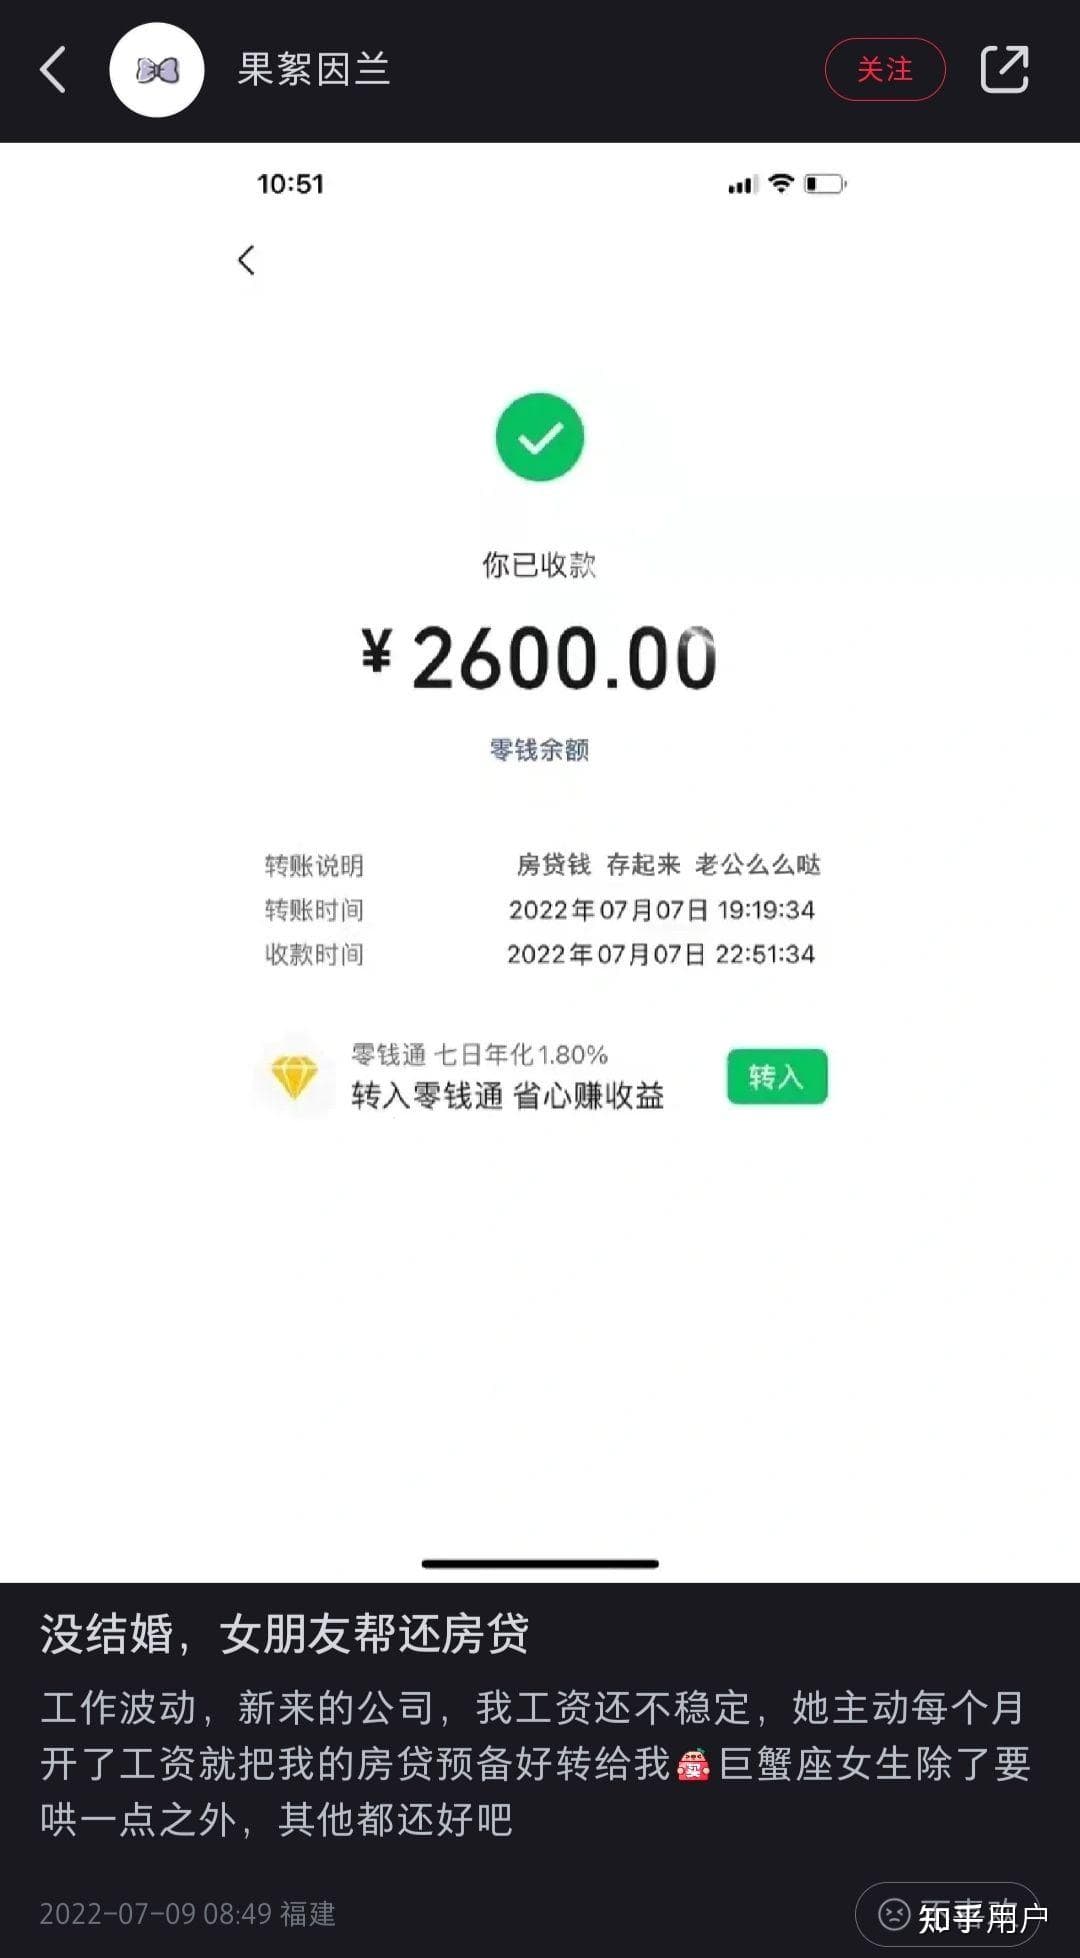 果絮因兰
关注
10:51
你已收款
¥2600.00
零钱余额
转账说明 房贷钱 存起来 老公么么哒
转账时间 2022年07月07日 19:19:34
收款时间 2022年07月07日 22:51:34
零钱通 七日年化1.80%
转入零钱通 省心赚收益
转入
没结婚，女朋友帮还房贷
工作波动，新来的公司，我工资还不稳定，她主动每个月
开了工资就把我的房贷预备好转给我 巨蟹座女生除了要
哄一点之外，其他都还好吧
2022-07-09 08:49 福建
知乎用户